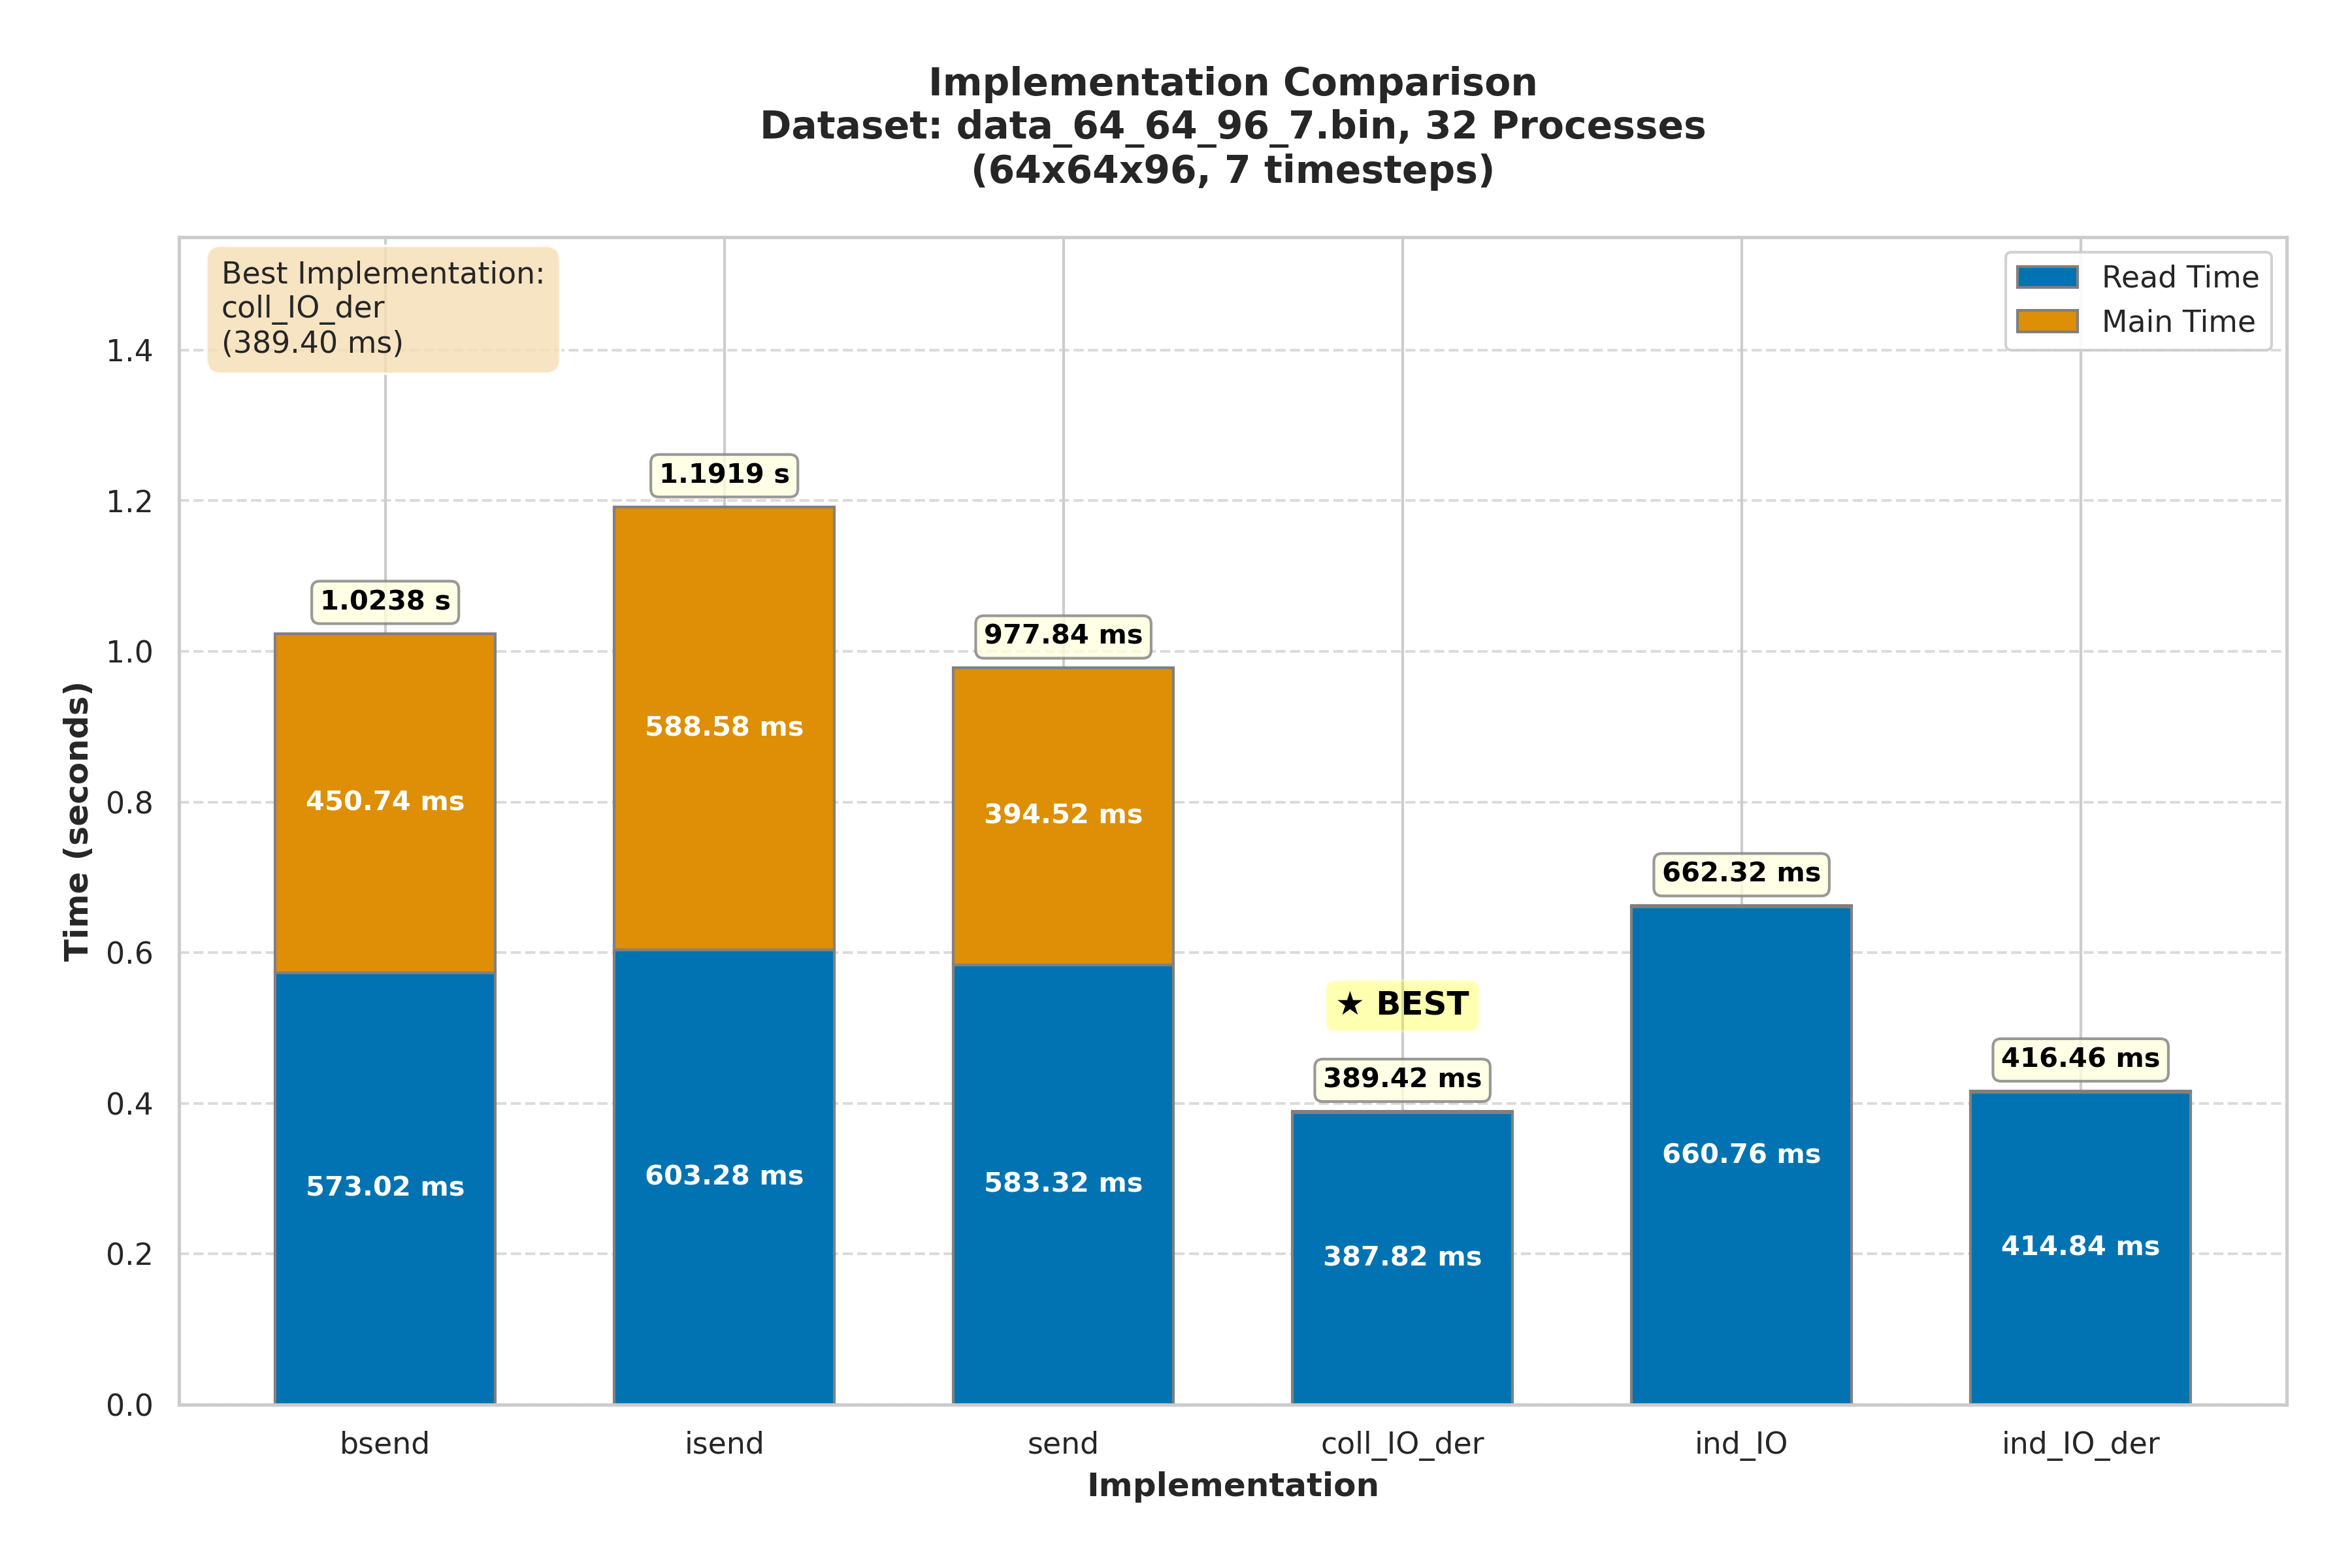 Implementation Comparison
Dataset: data_64_64_96_7.bin, 32 Processes
(64x64x96, 7 timesteps)
Best Implementation:
coll_IO_der
(389.40 ms)
Read Time
Main Time
Time (seconds)
1.4
1.2
1.0
0.8
0.6
0.4
0.2
0.0
1.0238 s
450.74 ms
573.02 ms
1.1919 s
588.58 ms
603.28 ms
977.84 ms
394.52 ms
583.32 ms
★ BEST
389.42 ms
387.82 ms
662.32 ms
660.76 ms
416.46 ms
414.84 ms
bsend
isend
send
coll_IO_der
ind_IO
ind_IO_der
Implementation